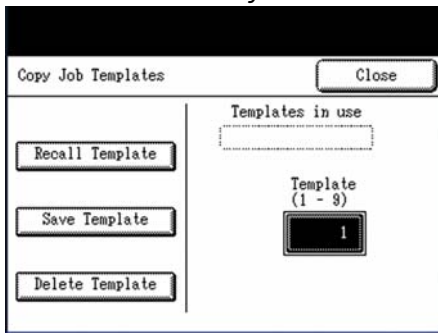 Copy Job Templates
Close
Templates in use
Recall Template
Template
(1 - 9)
1
Save Template
Delete Template